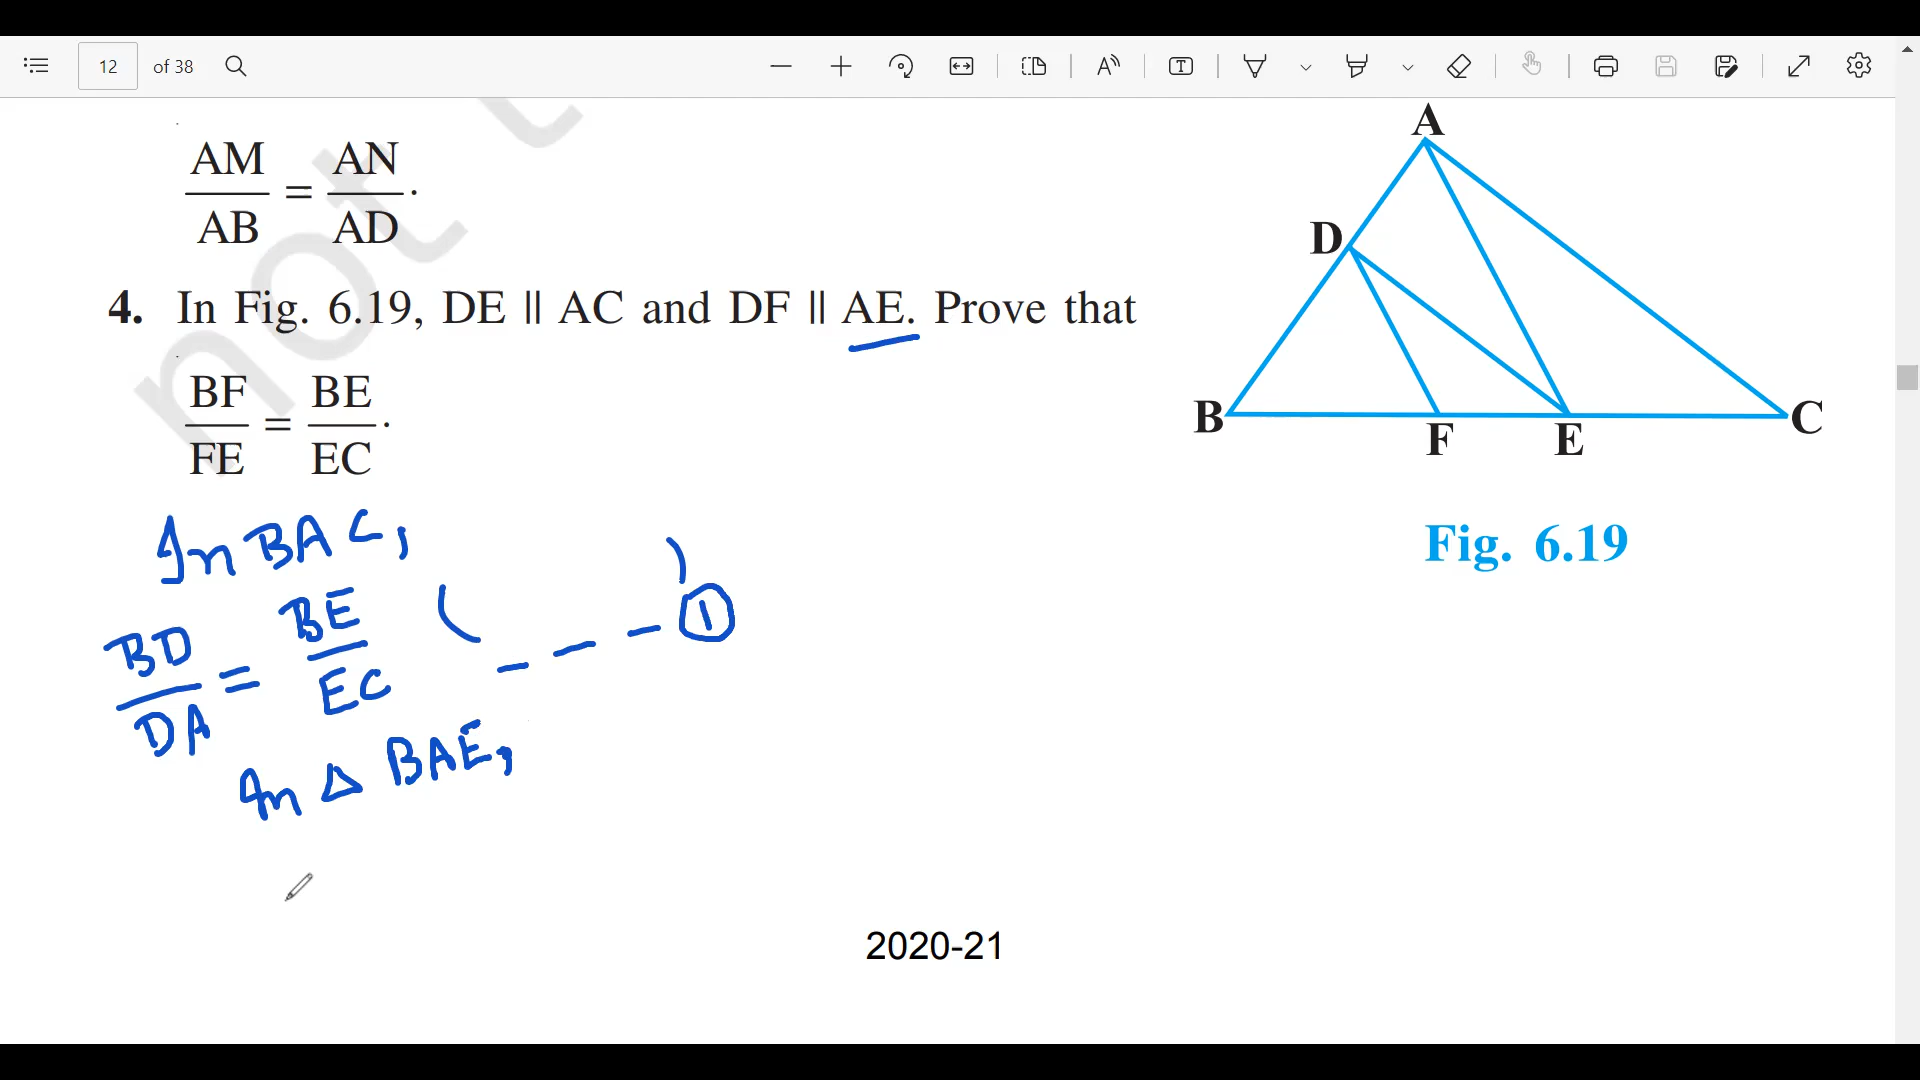 12 of 38
not t
AM/AB = AN/AD.
4. In Fig. 6.19, DE || AC and DF || AE. Prove that
BF/FE = BE/EC.
A
D
B F E C
Fig. 6.19
In BAC,
BD/DA = BE/EC ( ) - - - ①
In Δ BAE,
2020-21